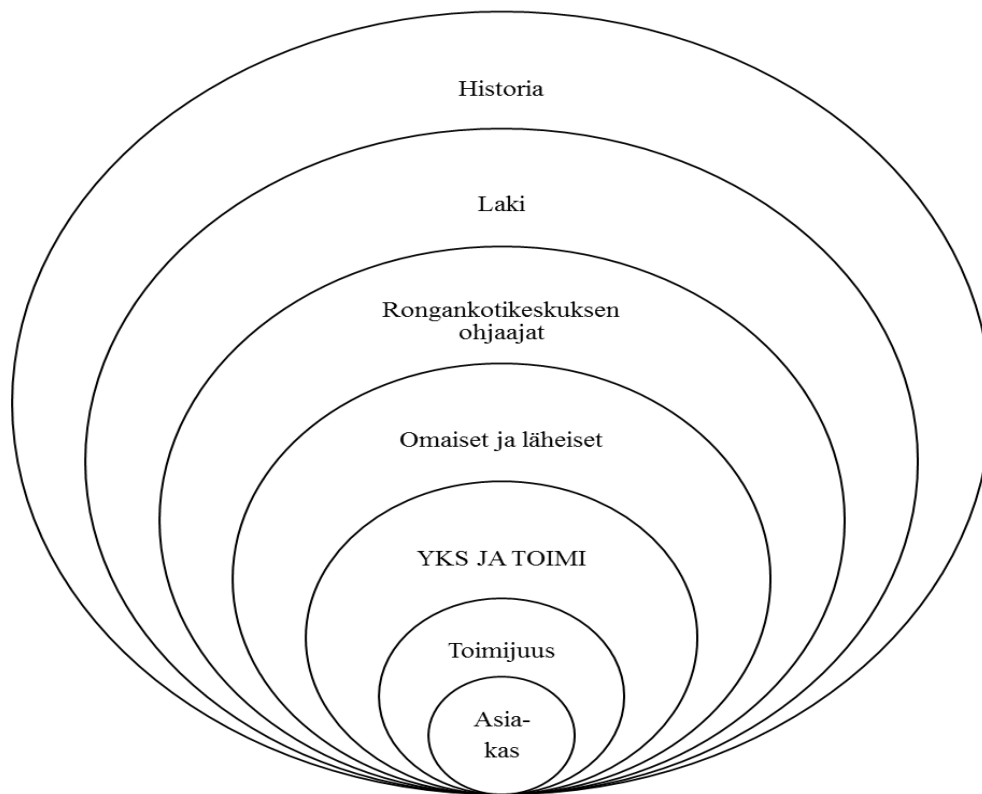 Historia
Laki
Rongankotikeskuksen
ohjaajat
Omaiset ja läheiset
YKS JA TOIMI
Toimijuus
Asia-
kas